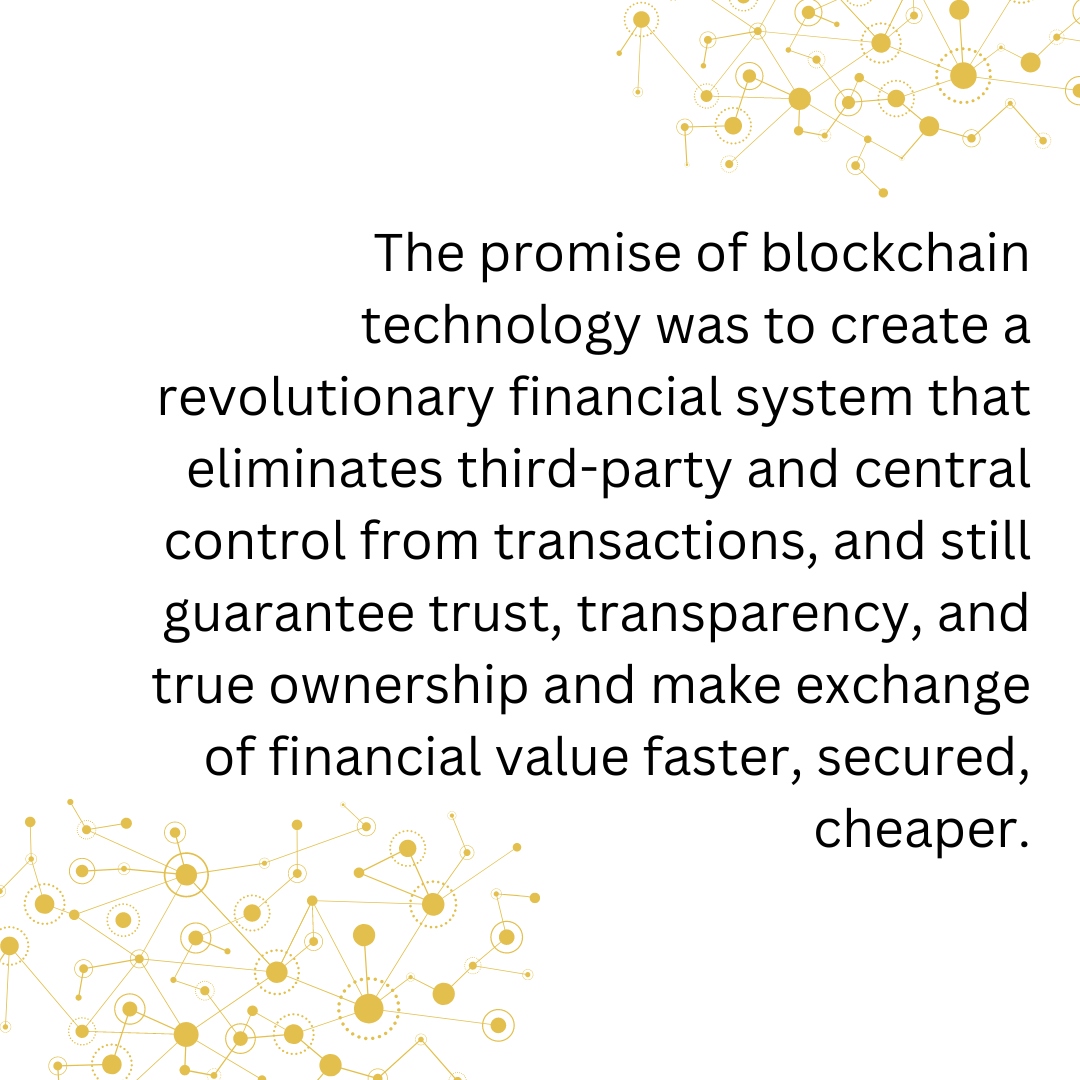 The promise of blockchain
technology was to create a
revolutionary financial system that
eliminates third-party and central
control from transactions, and still
guarantee trust, transparency, and
true ownership and make exchange
of financial value faster, secured,
cheaper.